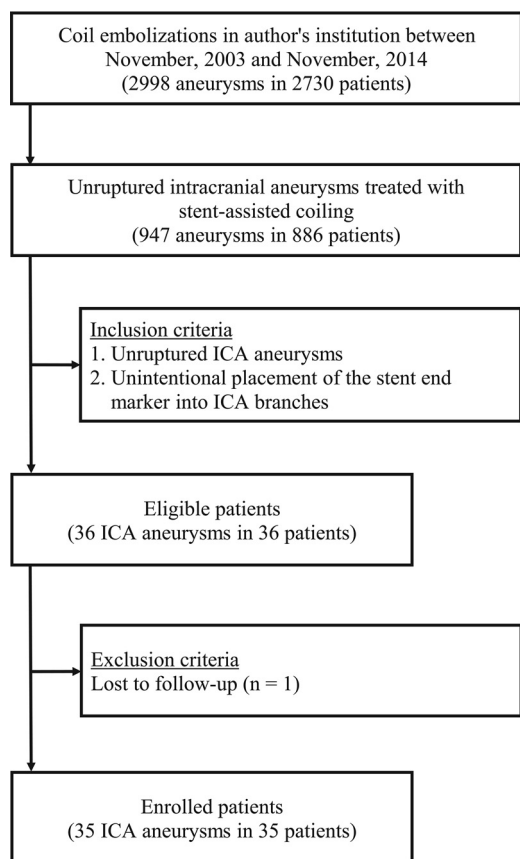 Coil embolizations in author's institution between
November, 2003 and November, 2014
(2998 aneurysms in 2730 patients)
Unruptured intracranial aneurysms treated with
stent-assisted coiling
(947 aneurysms in 886 patients)
Inclusion criteria
1. Unruptured ICA aneurysms
2. Unintentional placement of the stent end
marker into ICA branches
Eligible patients
(36 ICA aneurysms in 36 patients)
Exclusion criteria
Lost to follow-up (n = 1)
Enrolled patients
(35 ICA aneurysms in 35 patients)